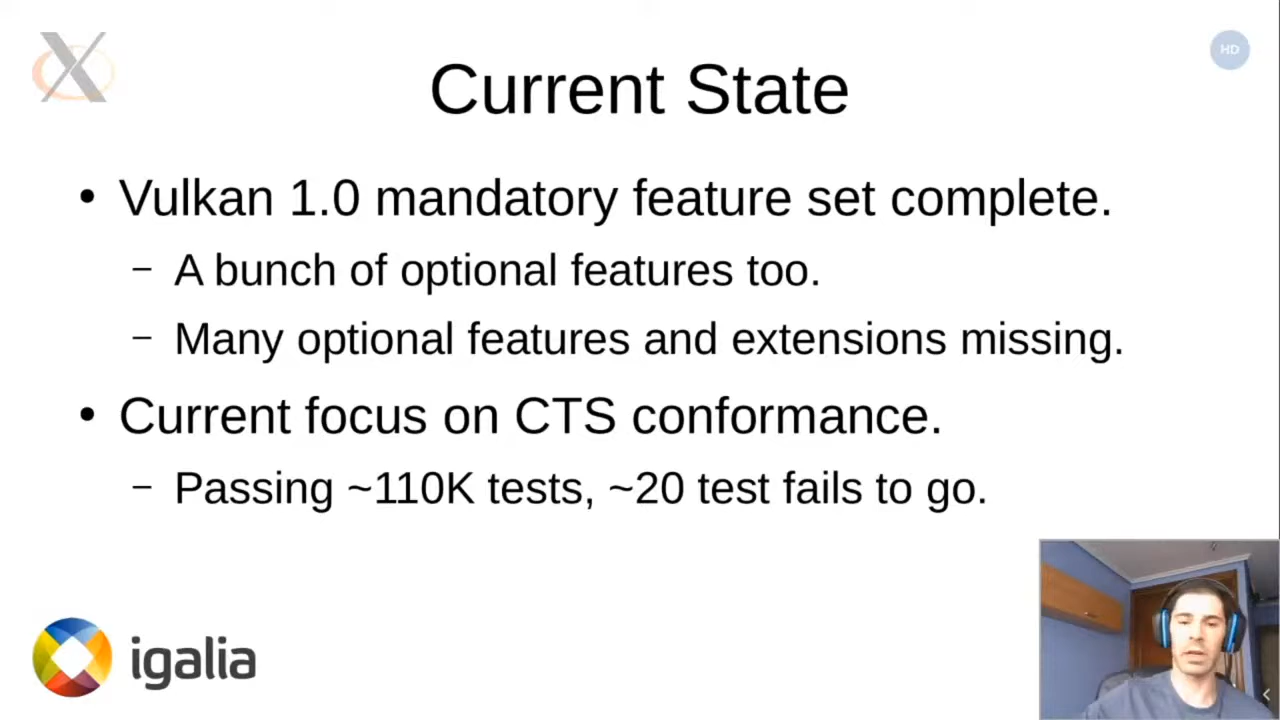 HD
Current State
• Vulkan 1.0 mandatory feature set complete.
– A bunch of optional features too.
– Many optional features and extensions missing.
• Current focus on CTS conformance.
– Passing ~110K tests, ~20 test fails to go.
igalia